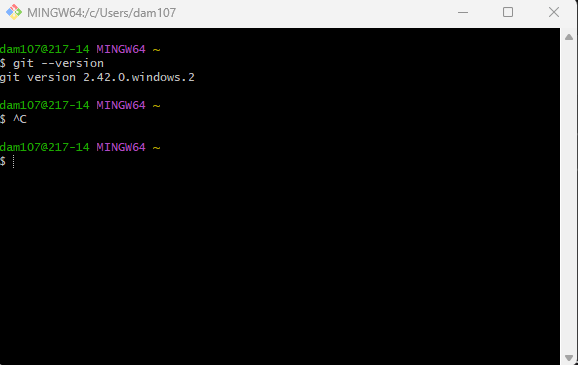 MINGW64:/c/Users/dam107
dam107@217-14 MINGW64 ~
$ git --version
git version 2.42.0.windows.2
dam107@217-14 MINGW64 ~
$ ^C
dam107@217-14 MINGW64 ~
$